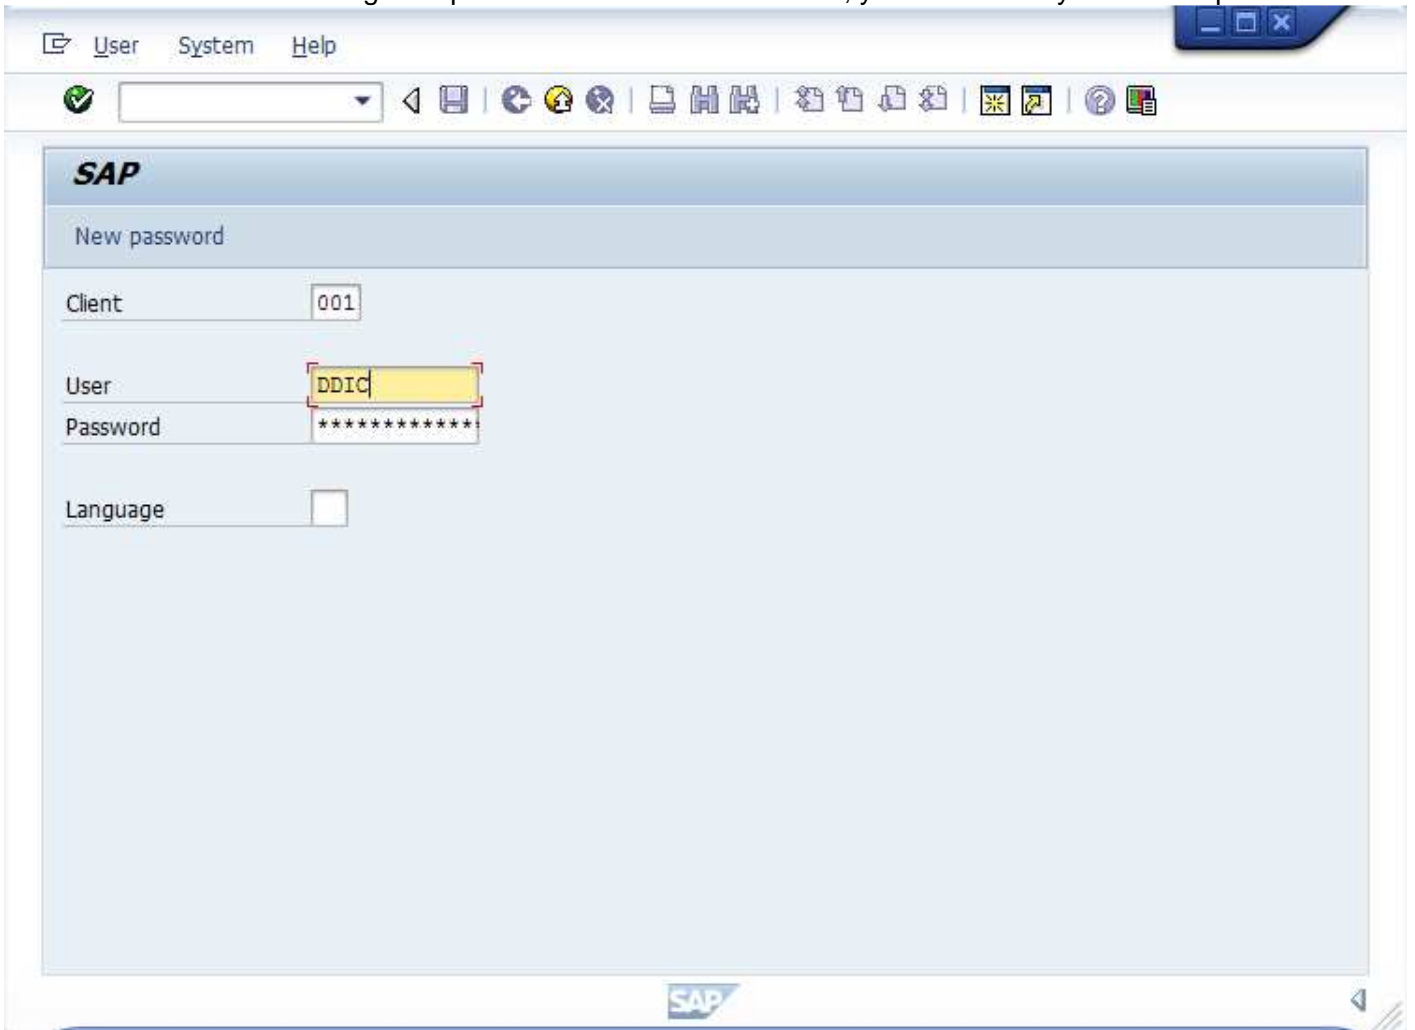 User System Help
SAP
New password
Client 001
User DDIC
Password *************
Language
SAP